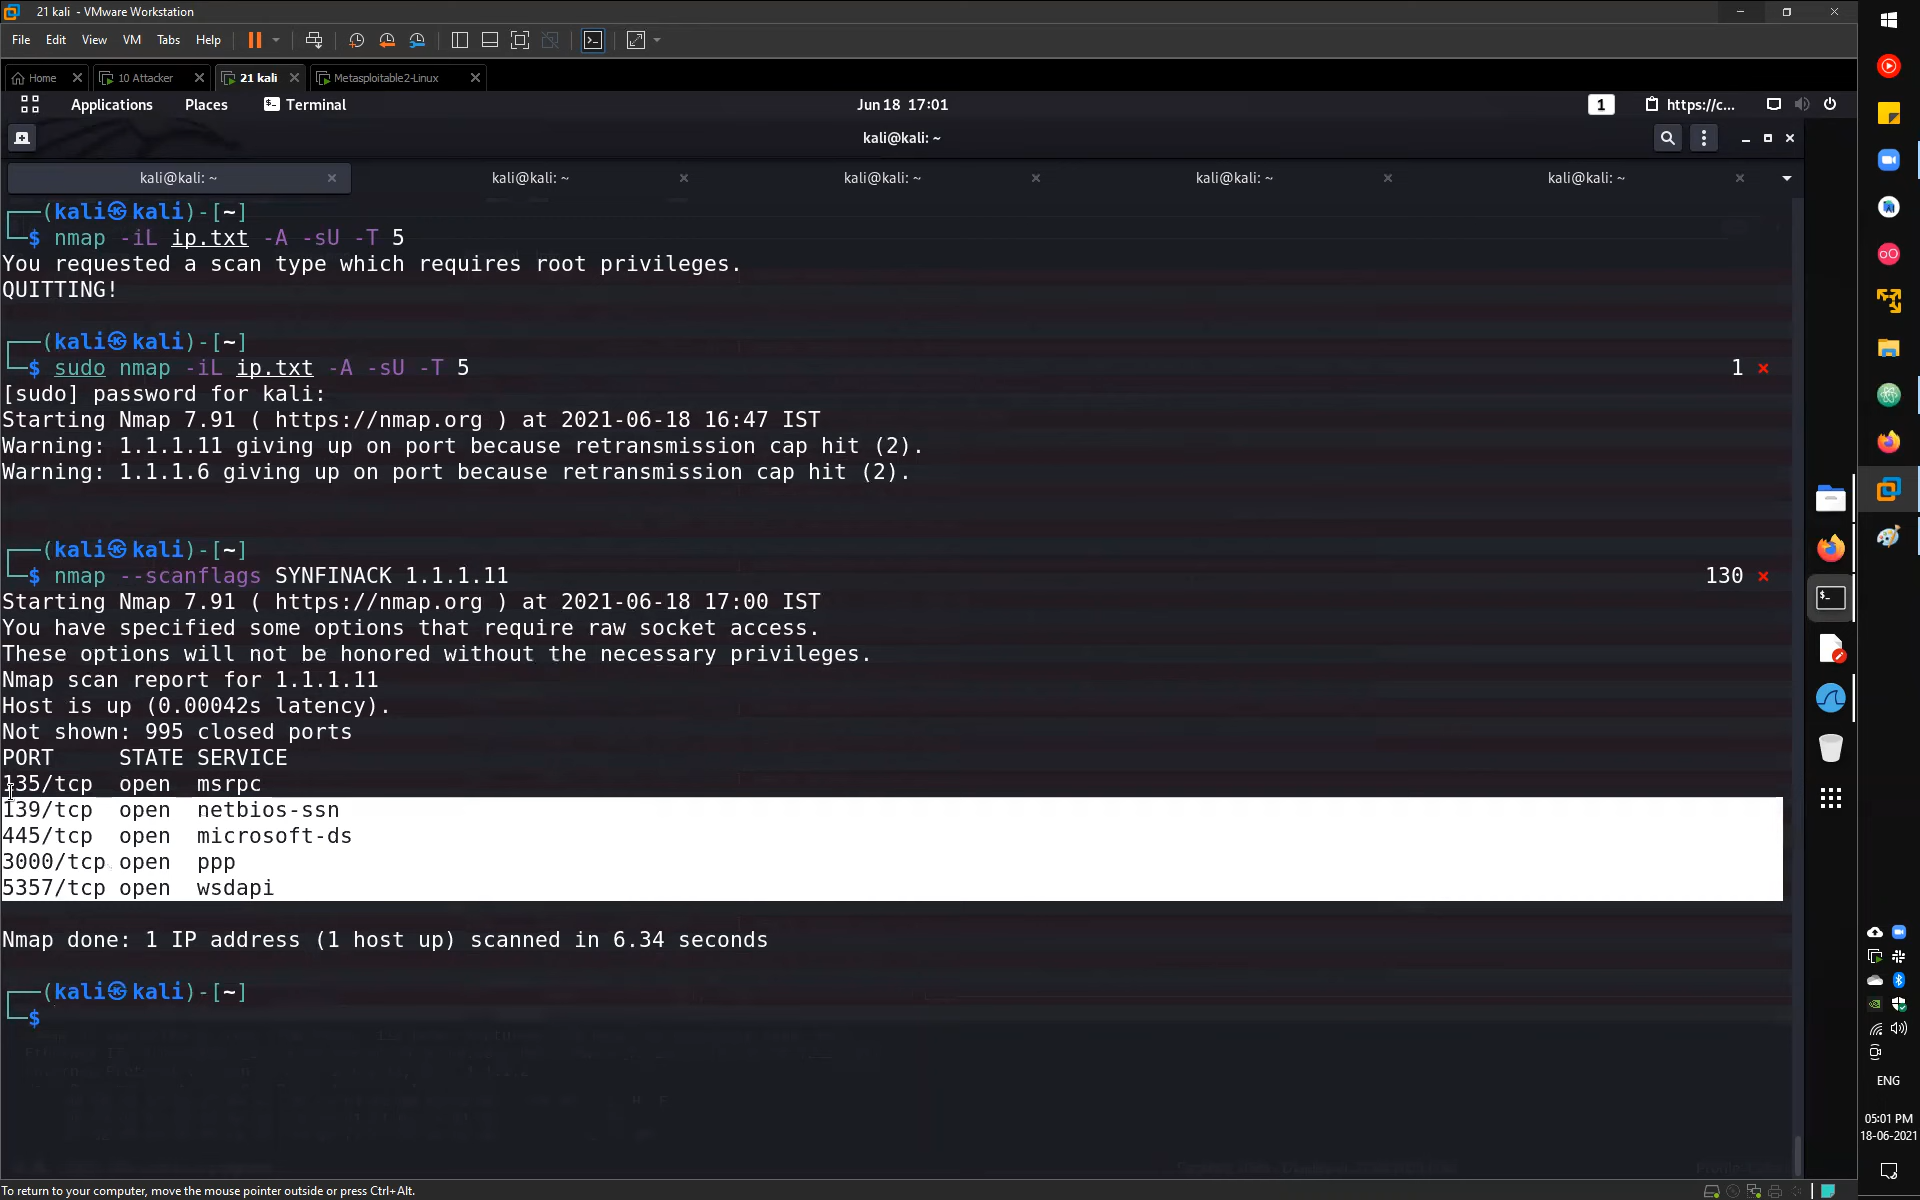 21 kali - VMware Workstation
File Edit View VM Tabs Help
Home 10 Attacker 21 kali Metasploitable2-Linux
Applications Places Terminal Jun 18 17:01 1 https://c...
kali@kali: ~
kali@kali: ~ kali@kali: ~ kali@kali: ~ kali@kali: ~ kali@kali: ~
(kali㉿kali)-[~]
$ nmap -iL ip.txt -A -sU -T 5
You requested a scan type which requires root privileges.
QUITTING!
(kali㉿kali)-[~]
$ sudo nmap -iL ip.txt -A -sU -T 5 1 ⨯
[sudo] password for kali:
Starting Nmap 7.91 ( https://nmap.org ) at 2021-06-18 16:47 IST
Warning: 1.1.1.11 giving up on port because retransmission cap hit (2).
Warning: 1.1.1.6 giving up on port because retransmission cap hit (2).
(kali㉿kali)-[~]
$ nmap --scanflags SYNFINACK 1.1.1.11 130 ⨯
Starting Nmap 7.91 ( https://nmap.org ) at 2021-06-18 17:00 IST
You have specified some options that require raw socket access.
These options will not be honored without the necessary privileges.
Nmap scan report for 1.1.1.11
Host is up (0.00042s latency).
Not shown: 995 closed ports
PORT STATE SERVICE
135/tcp open msrpc
139/tcp open netbios-ssn
445/tcp open microsoft-ds
3000/tcp open ppp
5357/tcp open wsdapi
Nmap done: 1 IP address (1 host up) scanned in 6.34 seconds
(kali㉿kali)-[~]
$
ENG
05:01 PM
18-06-2021
To return to your computer, move the mouse pointer outside or press Ctrl+Alt.